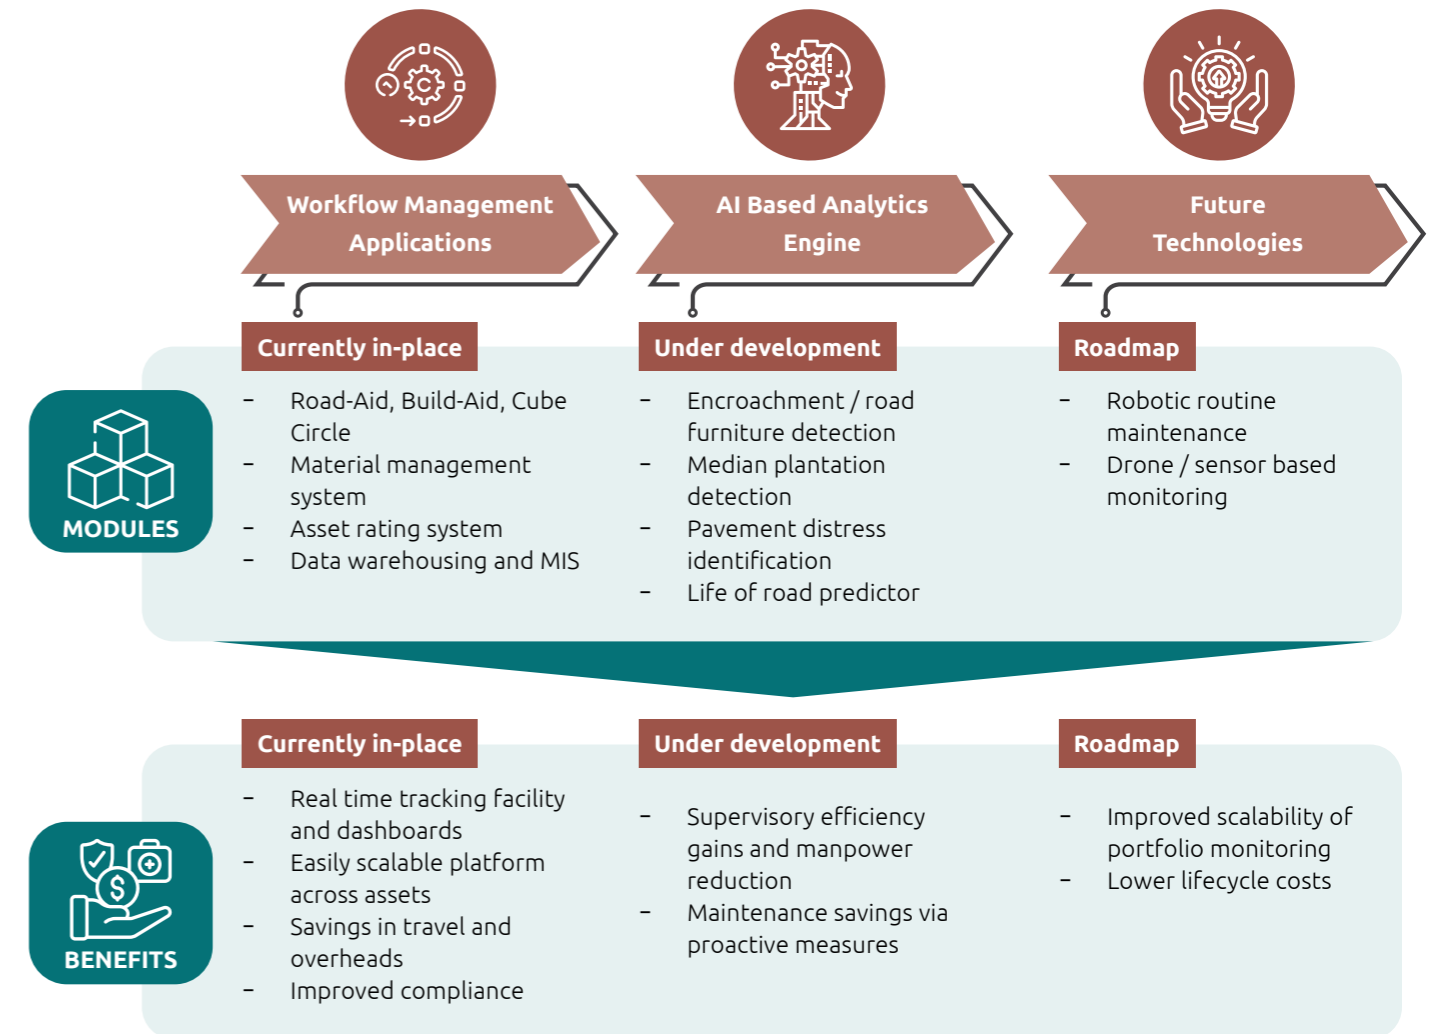 Workflow Management
Applications
AI Based Analytics
Engine
Future
Technologies
MODULES
Currently in-place
- Road-Aid, Build-Aid, Cube
Circle
- Material management
system
- Asset rating system
- Data warehousing and MIS
Under development
- Encroachment / road
furniture detection
- Median plantation
detection
- Pavement distress
identification
- Life of road predictor
Roadmap
- Robotic routine
maintenance
- Drone / sensor based
monitoring
BENEFITS
Currently in-place
- Real time tracking facility
and dashboards
- Easily scalable platform
across assets
- Savings in travel and
overheads
- Improved compliance
Under development
- Supervisory efficiency
gains and manpower
reduction
- Maintenance savings via
proactive measures
Roadmap
- Improved scalability of
portfolio monitoring
- Lower lifecycle costs